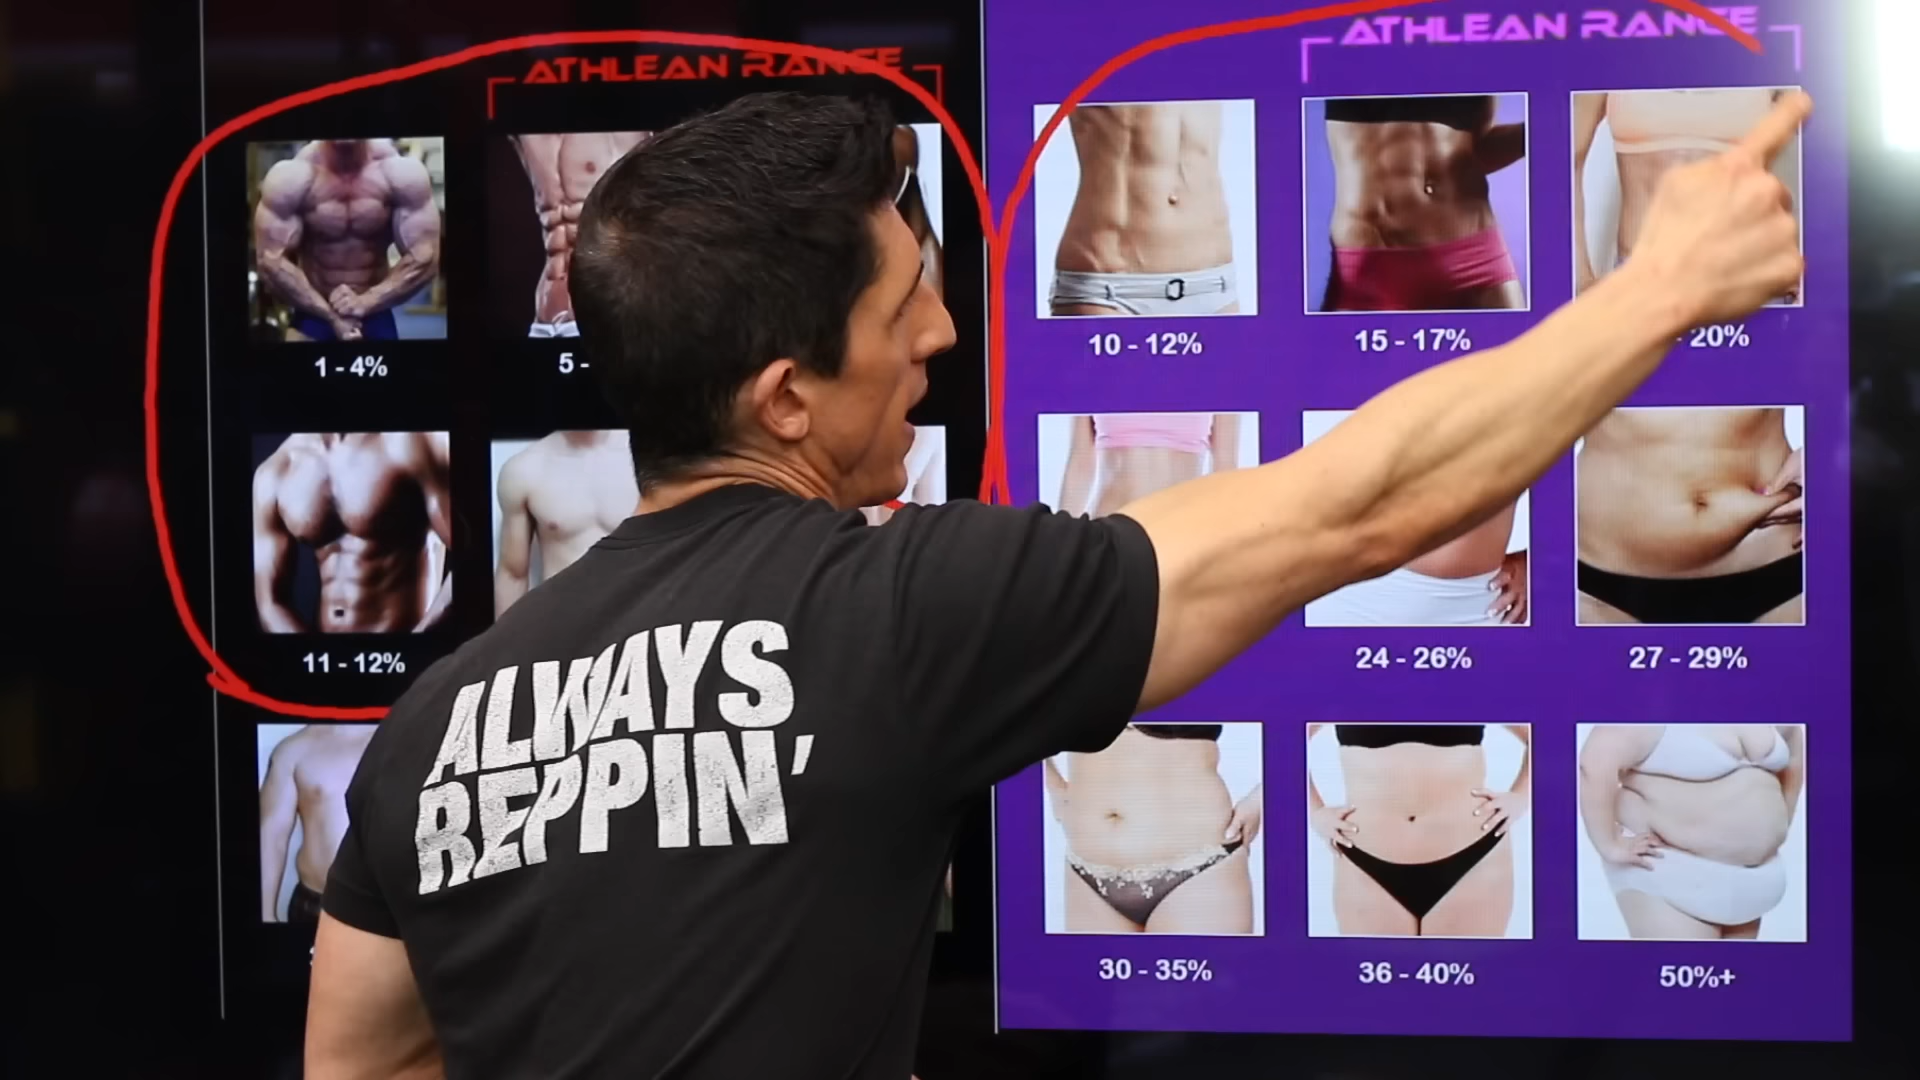 ATHLEAN RANGE
ATHLEAN RANGE
1 - 4%
5 -
10 - 12%
15 - 17%
20%
11 - 12%
24 - 26%
27 - 29%
30 - 35%
36 - 40%
50%+
ALWAYS
REPPIN'